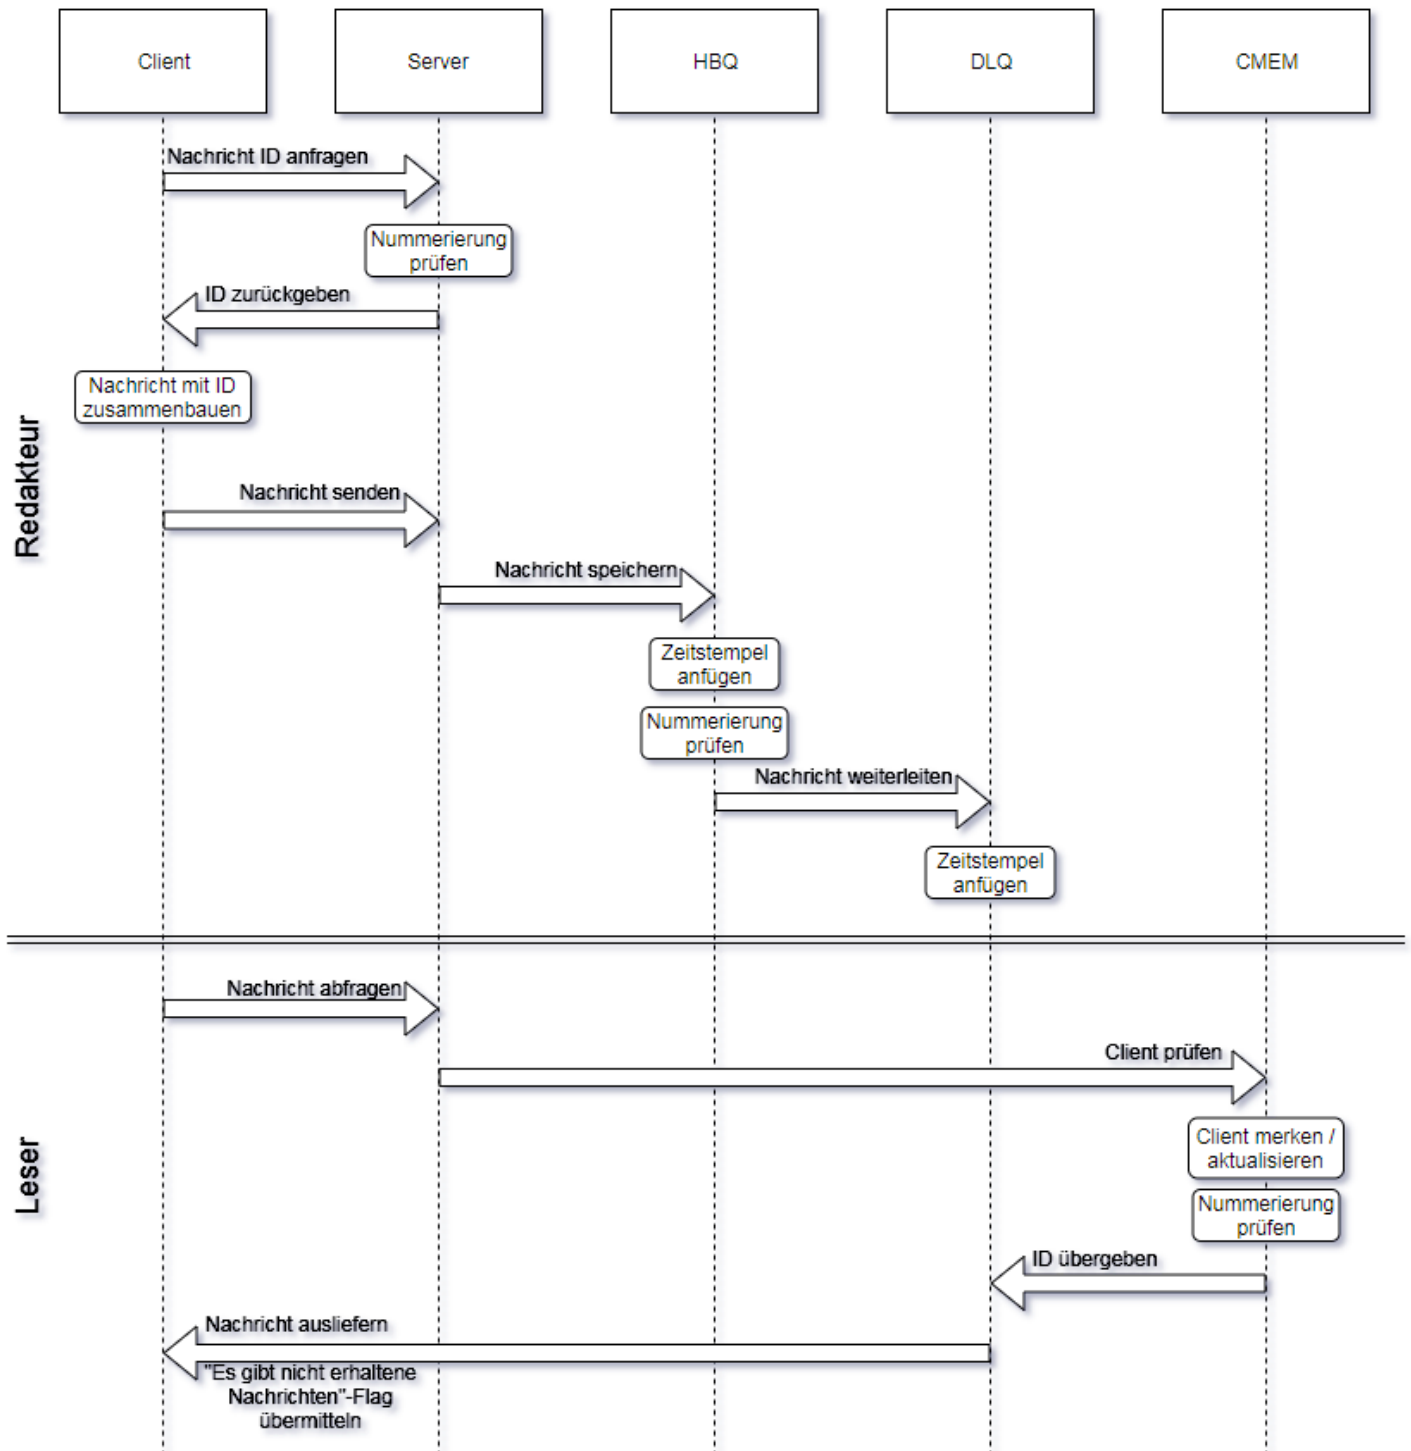 Client
Server
HBQ
DLQ
CMEM
Nachricht ID anfragen
Nummerierung
prüfen
ID zurückgeben
Nachricht mit ID
zusammenbauen
Redakteur
Nachricht senden
Nachricht speichern
Zeitstempel
anfügen
Nummerierung
prüfen
Nachricht weiterleiten
Zeitstempel
anfügen
Nachricht abfragen
Client prüfen
Client merken /
aktualisieren
Leser
Nummerierung
prüfen
ID übergeben
Nachricht ausliefern
"Es gibt nicht erhaltene
Nachrichten"-Flag
übermitteln